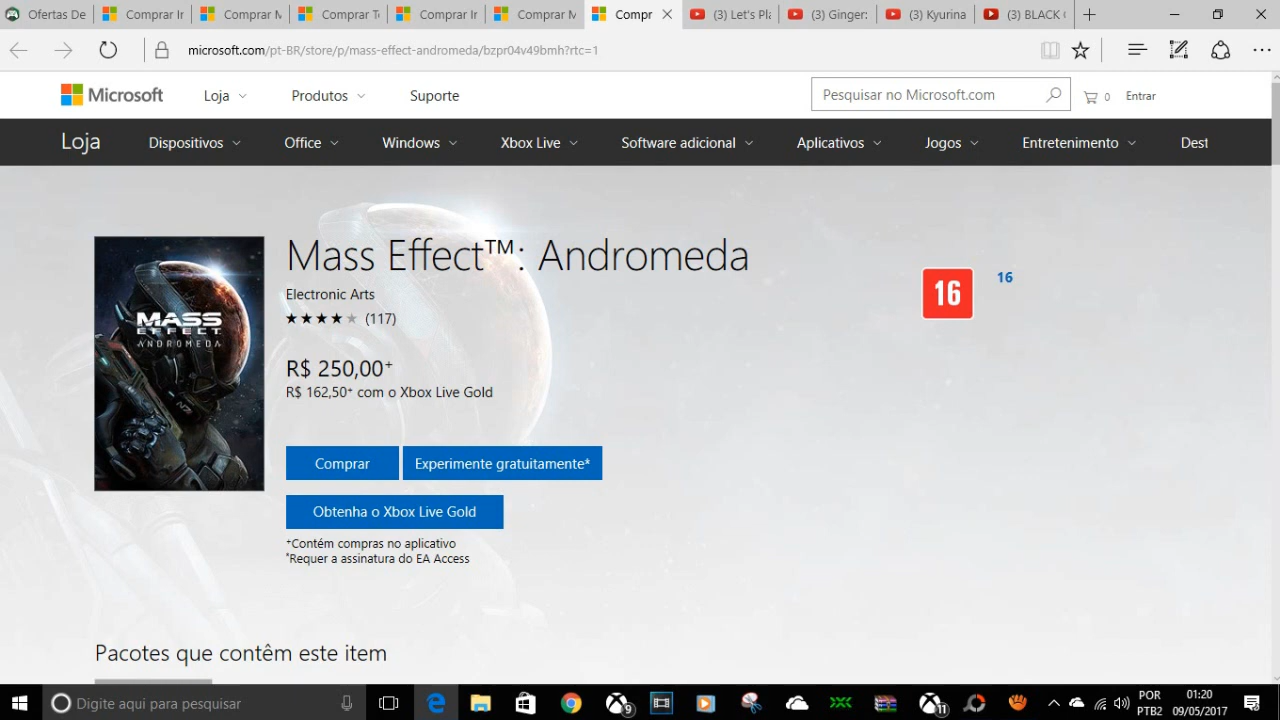 Ofertas De
Comprar Ir
Comprar M
Comprar Te
Comprar Ir
Comprar M
Compr
(3) Let's Pla
(3) Ginger:
(3) Kyurina
(3) BLACK
microsoft.com/pt-BR/store/p/mass-effect-andromeda/bzpr04v49bmh?rtc=1
Microsoft
Loja
Produtos
Suporte
Pesquisar no Microsoft.com
0
Entrar
Loja
Dispositivos
Office
Windows
Xbox Live
Software adicional
Aplicativos
Jogos
Entretenimento
Dest
MASS
EFFECT
ANDROMEDA
N7
Mass Effect™: Andromeda
Electronic Arts
(117)
16
16
R$ 250,00⁺
R$ 162,50⁺ com o Xbox Live Gold
Comprar
Experimente gratuitamente*
Obtenha o Xbox Live Gold
⁺Contém compras no aplicativo
*Requer a assinatura do EA Access
Pacotes que contêm este item
Digite aqui para pesquisar
9
11
POR
PTB2
01:20
09/05/2017